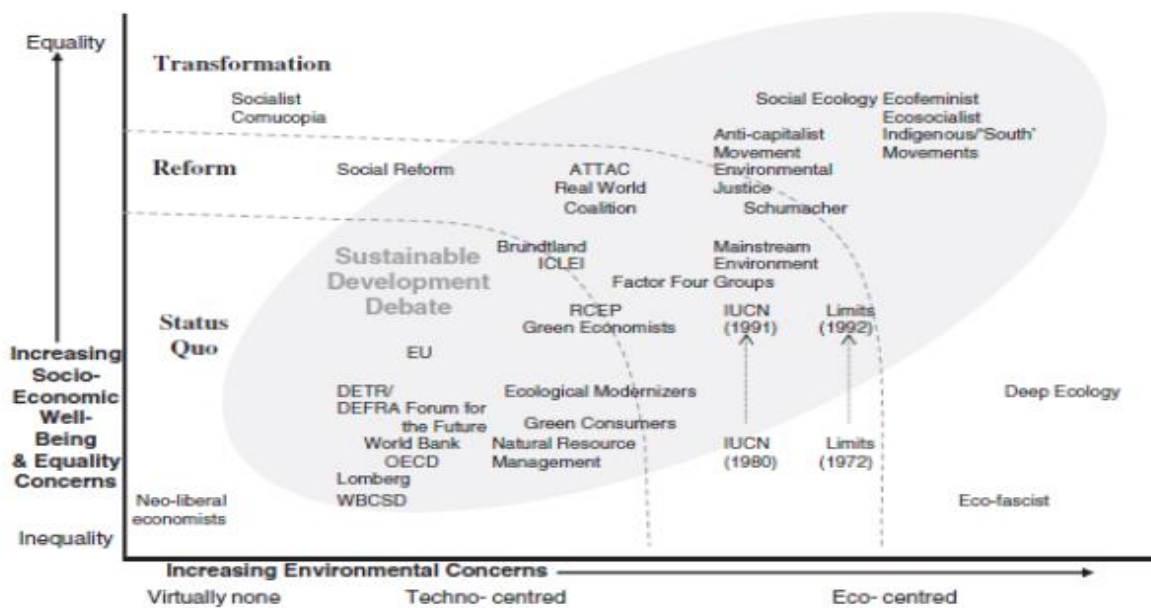 Equality
Transformation
Socialist
Cornucopia
Social Ecology Ecofeminist
Ecosocialist
Anti-capitalist Indigenous/"South"
Movement Movements
Reform
Social Reform
ATTAC
Environmental
Real World
Justice
Coalition
Schumacher
Sustainable
Development
Debate
Brundtland
ICLEI
Mainstream
Environment
Factor Four Groups
Status
Quo
RCEP
Green Economists
IUCN
(1991)
Limits
(1992)
EU
Increasing
Socio-
Economic
Well-
Being
& Equality
Concerns
DETR/
DEFRA Forum for
the Future
Ecological Modernizers
Deep Ecology
Green Consumers
World Bank
OECD
Natural Resource
Management
IUCN
(1980)
Limits
(1972)
Lomberg
WBCSD
Neo-liberal
economists
Eco-fascist
Inequality
Increasing Environmental Concerns
Virtually none
Techno- centred
Eco- centred